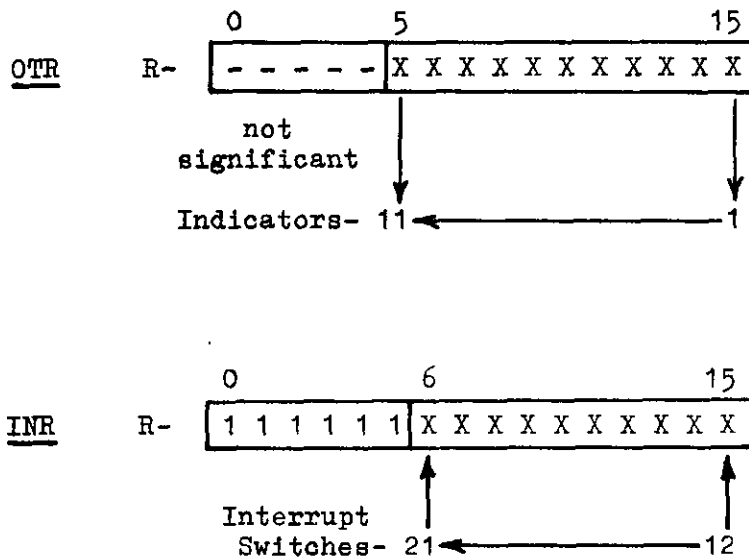 0 5 15
OTR R- - - - - - X X X X X X X X X X X
not
significant
Indicators- 11 1
0 6 15
INR R- 1 1 1 1 1 1 X X X X X X X X X X
Interrupt
Switches- 21 12